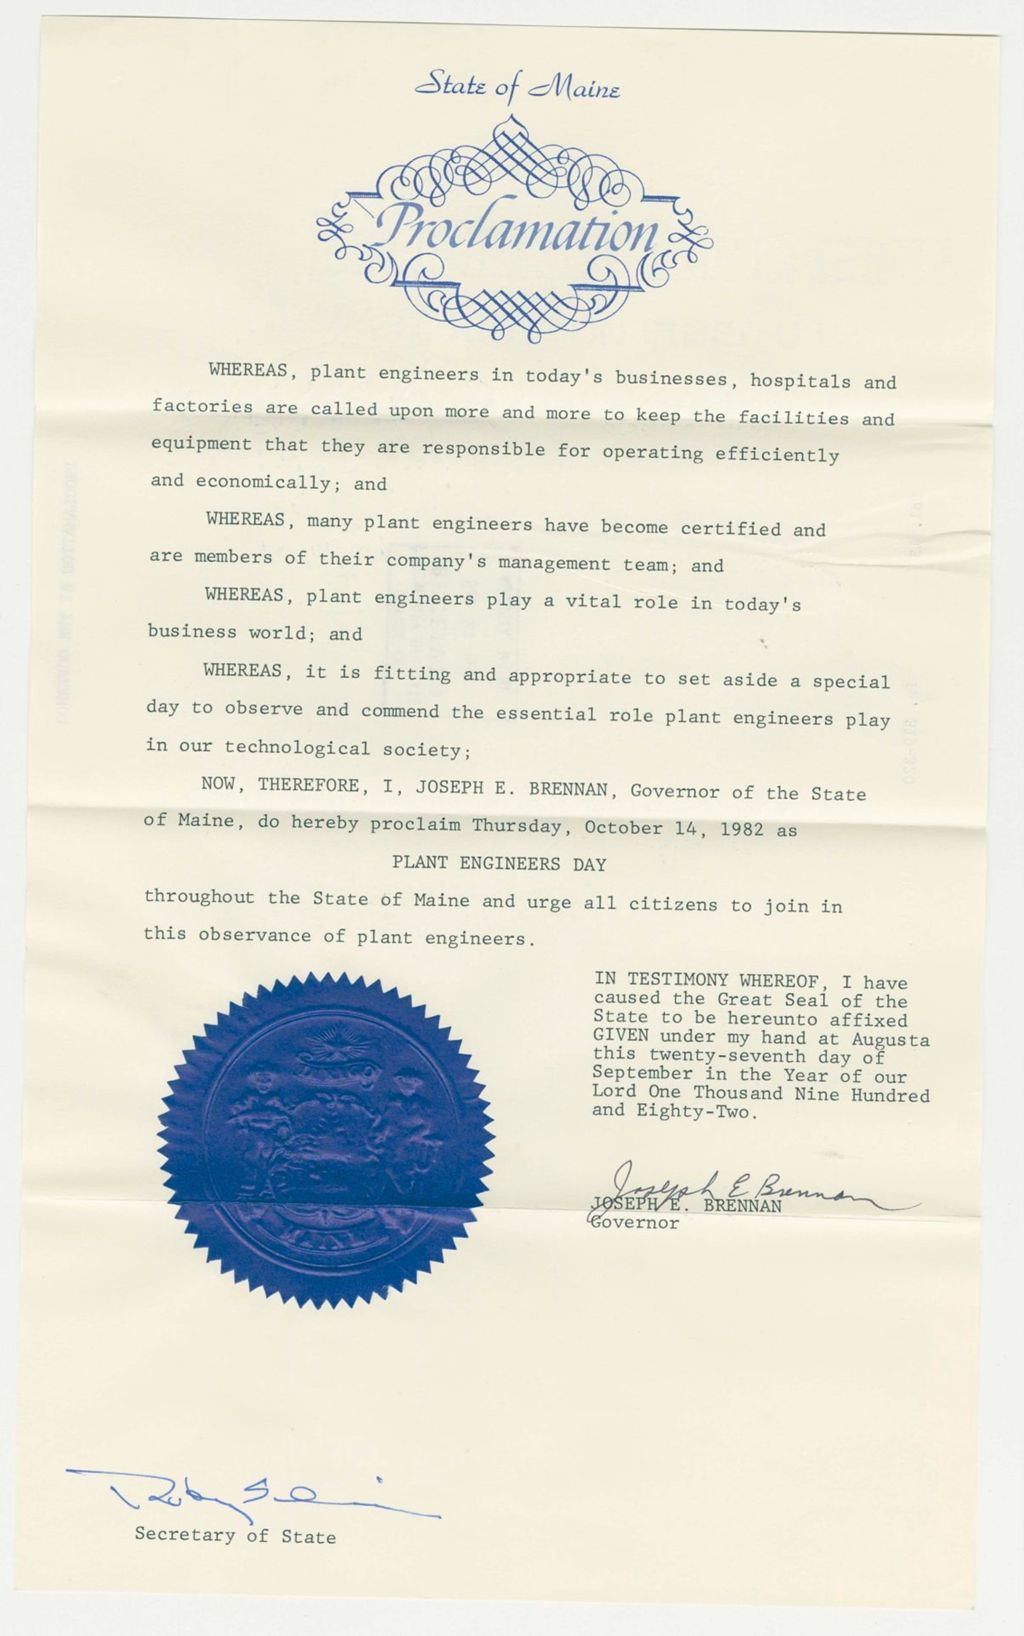 State of Maine
Proclamation
WHEREAS, plant engineers in today's businesses, hospitals and
factories are called upon more and more to keep the facilities and
equipment that they are responsible for operating efficiently
and economically; and
WHEREAS, many plant engineers have become certified and
are members of their company's management team; and
WHEREAS, plant engineers play a vital role in today's
business world; and
WHEREAS, it is fitting and appropriate to set aside a special
day to observe and commend the essential role plant engineers play
in our technological society;
NOW, THEREFORE, I, JOSEPH E. BRENNAN, Governor of the State
of Maine, do hereby proclaim Thursday, October 14, 1982 as
PLANT ENGINEERS DAY
throughout the State of Maine and urge all citizens to join in
this observance of plant engineers.
IN TESTIMONY WHEREOF, I have
caused the Great Seal of the
State to be hereunto affixed
GIVEN under my hand at Augusta
this twenty-seventh day of
September in the Year of our
Lord One Thousand Nine Hundred
and Eighty-Two.
Joseph E Brennan
JOSEPH E. BRENNAN
Governor
DIRIGO
MAINE
Secretary of State